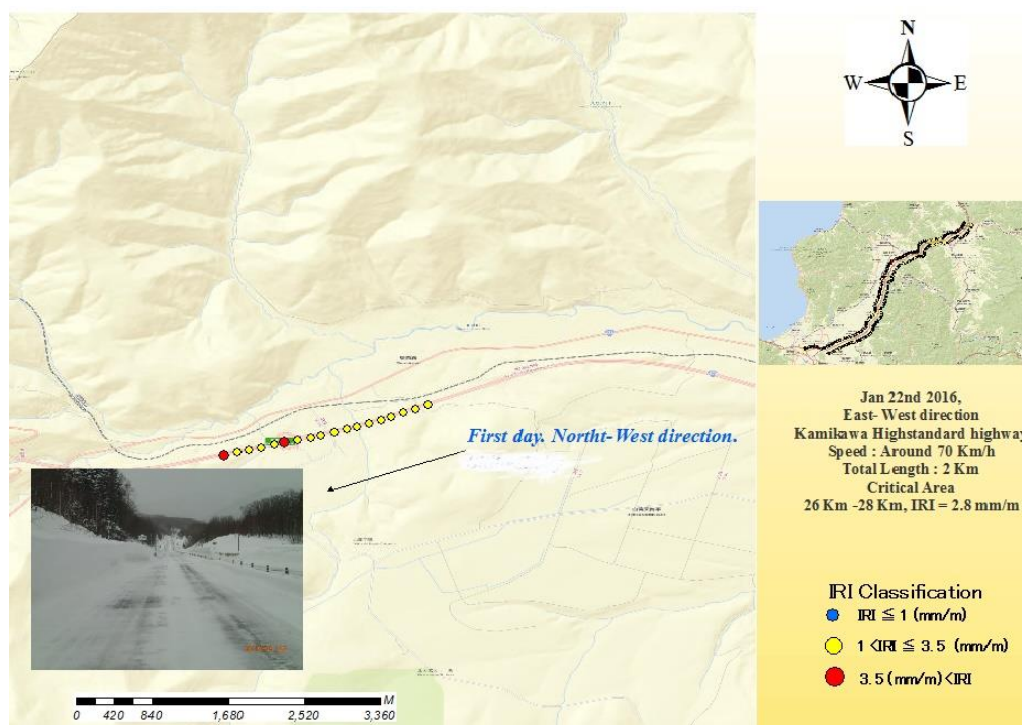 N
W E
S
First day. Northt-West direction.
Jan 22nd 2016,
East- West direction
Kamikawa Highstandard highway
Speed : Around 70 Km/h
Total Length : 2 Km
Critical Area
26 Km -28 Km, IRI = 2.8 mm/m
IRI Classification
IRI ≦ 1 (mm/m)
1 <IRI ≦ 3.5 (mm/m)
3.5 (mm/m) <IRI
M
0 420 840 1,680 2,520 3,360